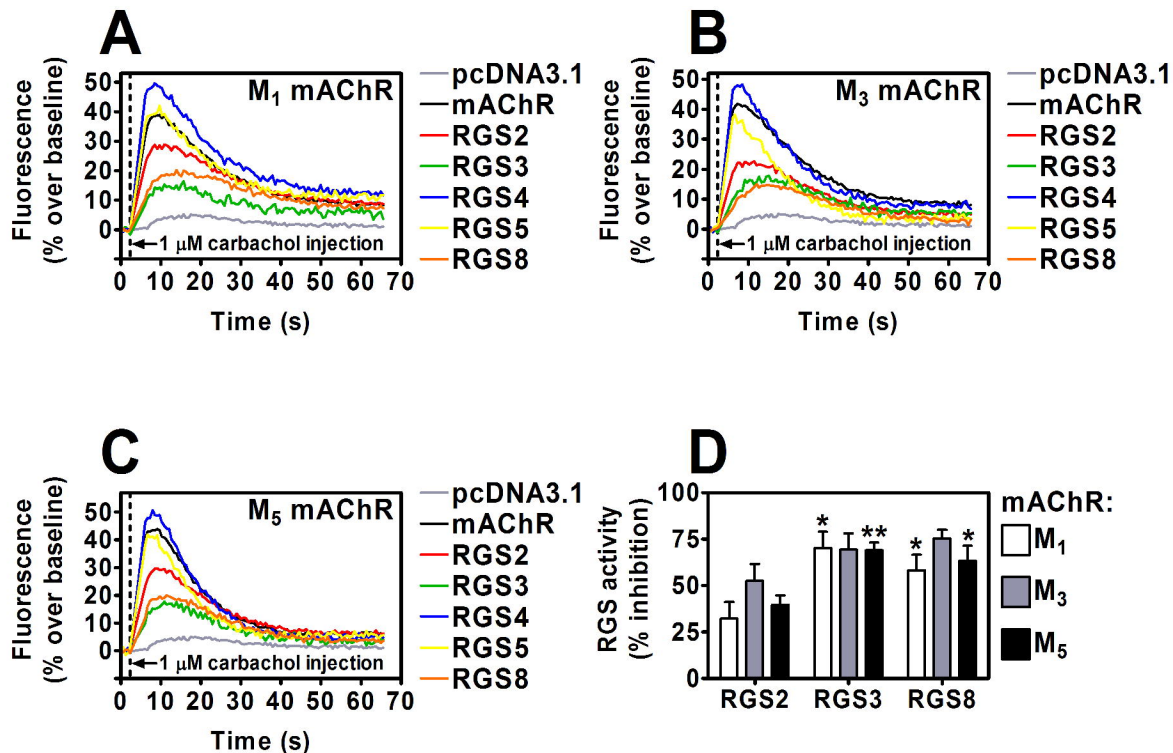 A
M1 mAChR
Fluorescence
(% over baseline)
50
40
30
20
10
0
1 µM carbachol injection
0 10 20 30 40 50 60 70
Time (s)
pcDNA3.1
mAChR
RGS2
RGS3
RGS4
RGS5
RGS8
B
M3 mAChR
Fluorescence
(% over baseline)
50
40
30
20
10
0
1 µM carbachol injection
0 10 20 30 40 50 60 70
Time (s)
pcDNA3.1
mAChR
RGS2
RGS3
RGS4
RGS5
RGS8
C
M5 mAChR
Fluorescence
(% over baseline)
50
40
30
20
10
0
1 µM carbachol injection
0 10 20 30 40 50 60 70
Time (s)
pcDNA3.1
mAChR
RGS2
RGS3
RGS4
RGS5
RGS8
D
RGS activity
(% inhibition)
100
75
50
25
0
* ** * *
RGS2 RGS3 RGS8
mAChR:
M1
M3
M5